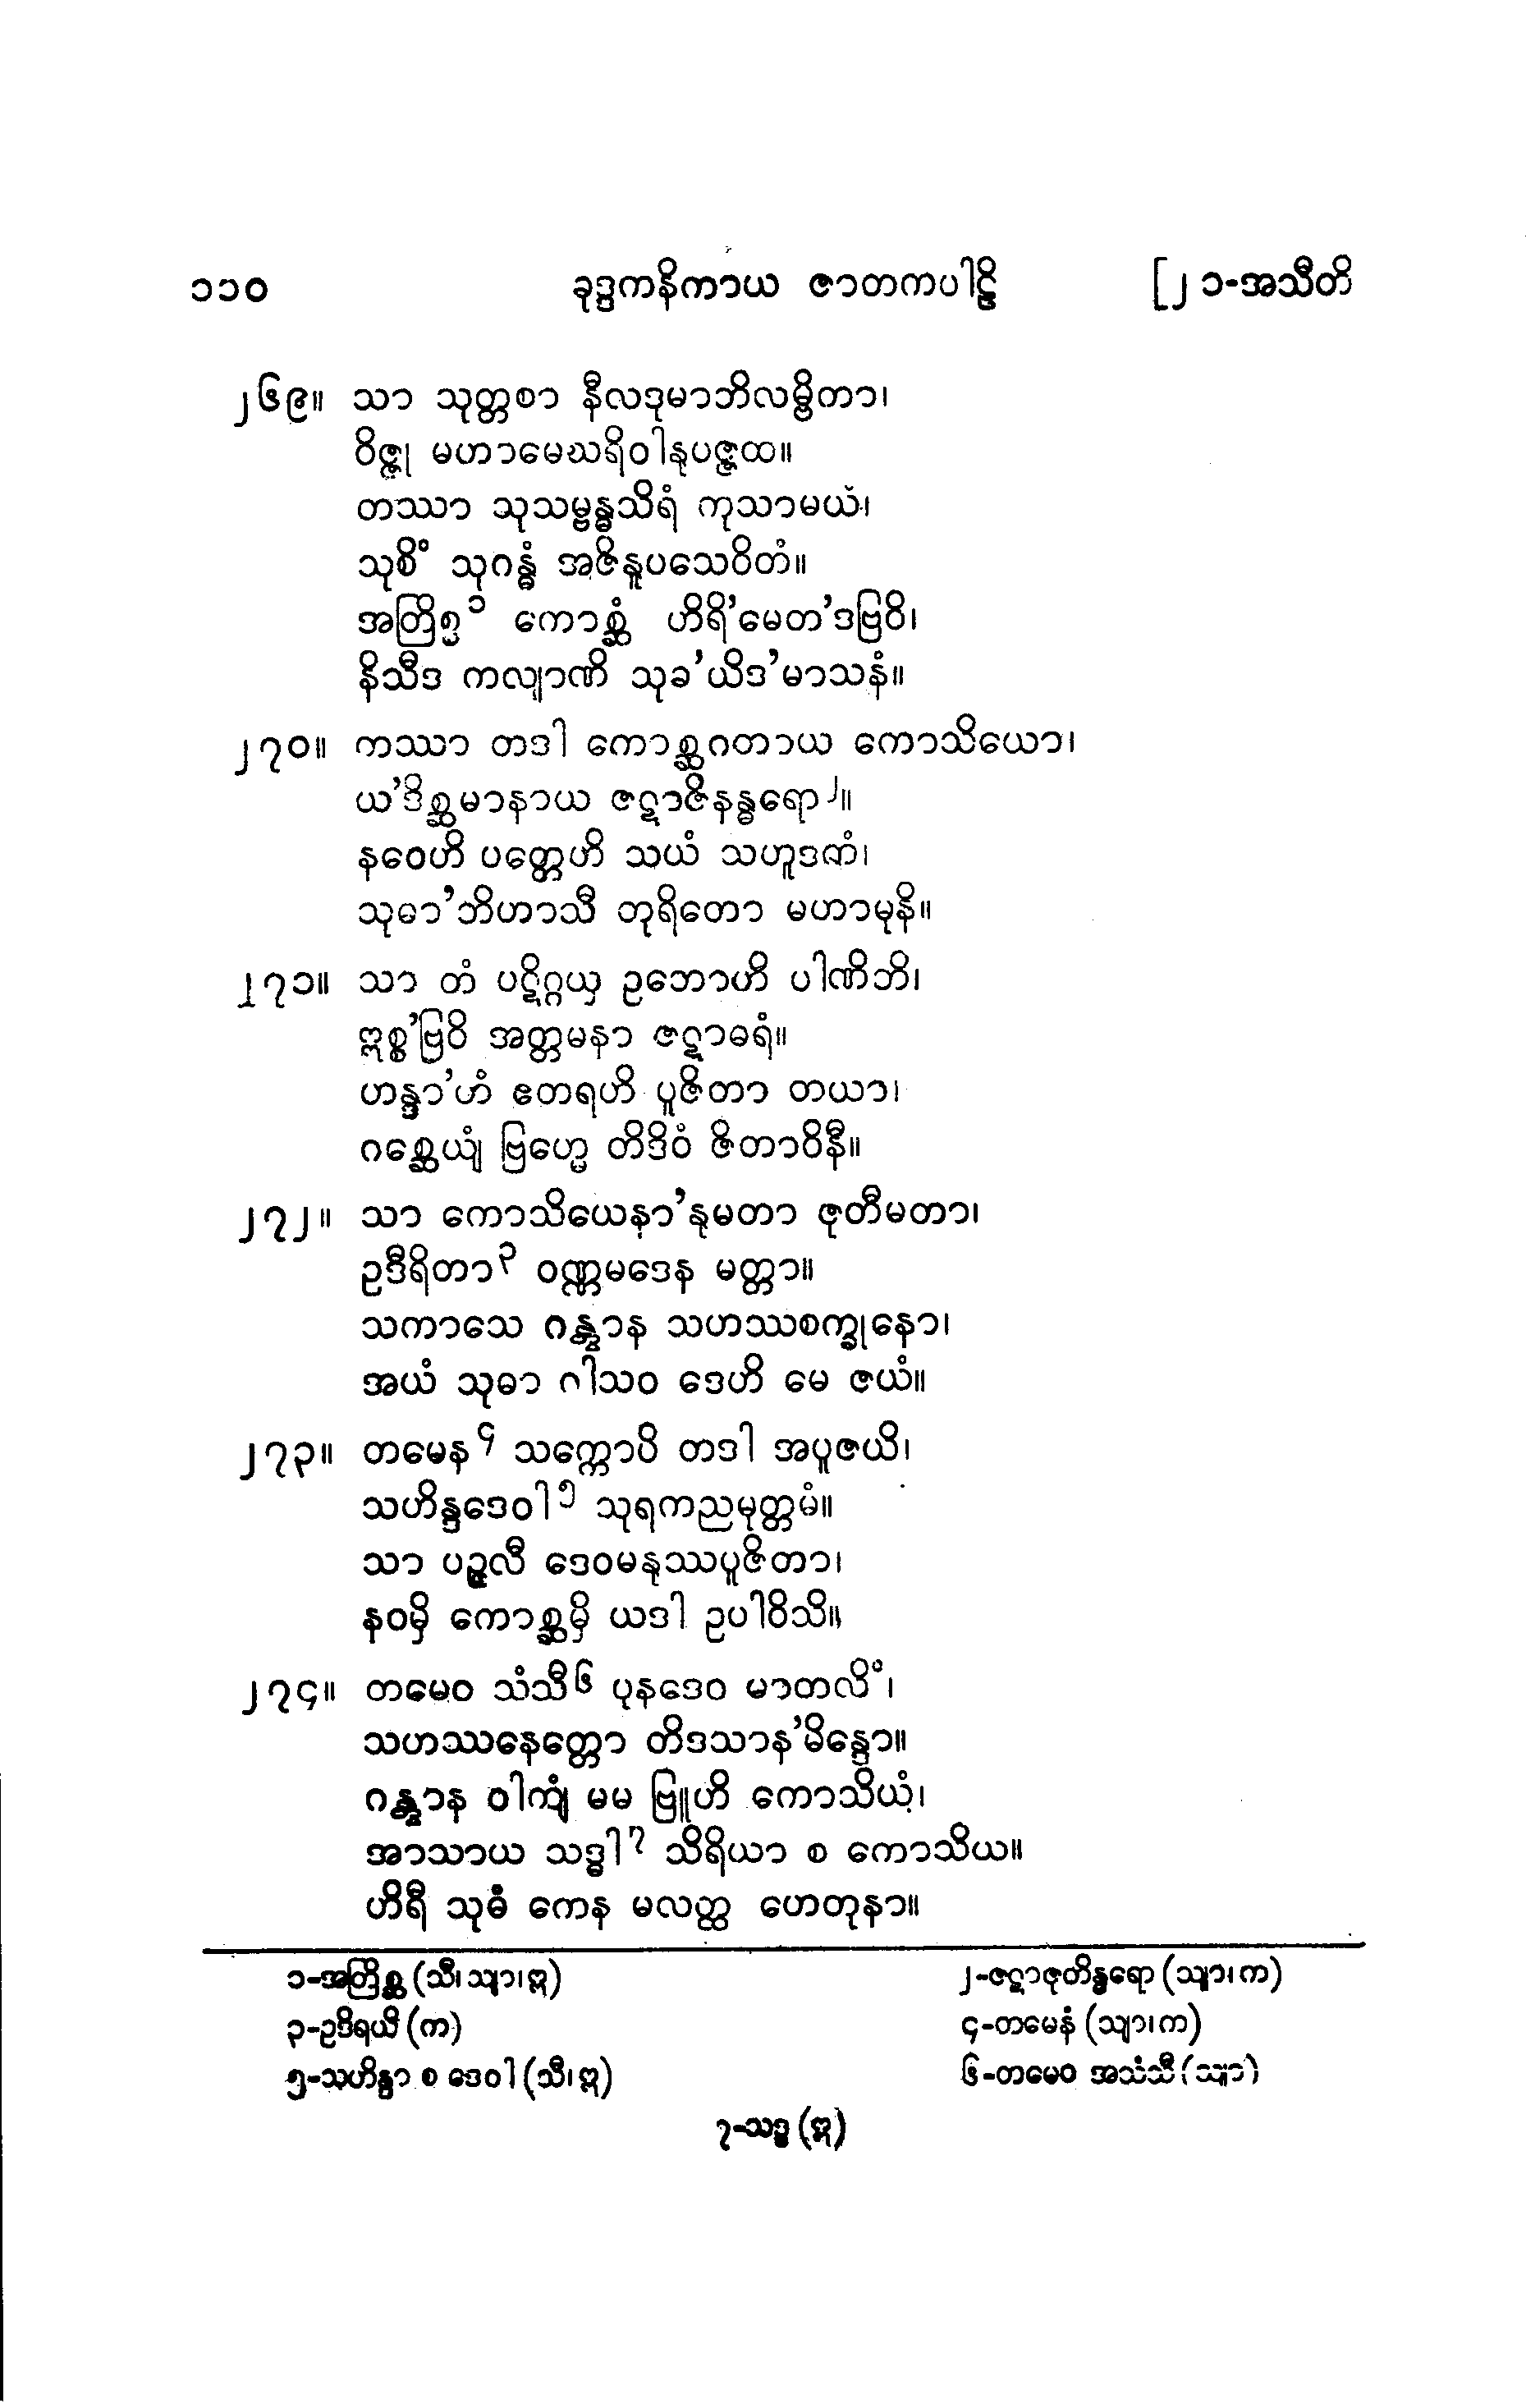 ၁၁၀ ခုဒ္ဒကနိကာယ ဇာတကပါဠိ [၂၁-အသီတိ
၂၆၉။ သာ သုတ္တစာ နီလဒုမာဘိလမ္ဗိကာ၊
ဝိဇ္ဇု မဟာမေဃရိဝါနုပဇ္ဇထ။
တဿာ သုသမ္ဗန္ဓသိရံ ကုသာမယံ၊
သုစိံ သုဂန္ဓံ အဇိနူပသေဝိတံ။
အတြိစ္စ၁ ကောစ္ဆံ ဟိရိ’မေတ’ဒဗြဝိ၊
နိသီဒ ကလျာဏိ သုခ’ယိဒ’မာသနံ။
၂၇၀။ ကဿာ တဒါ ကောစ္ဆဂတာယ ကောသိယော၊
ယ’ဒိစ္ဆမာနာယ ဇဋာဇိနန္ဓရော၂။
နဝေဟိ ပတ္တေဟိ သယံ သဟူဒကံ၊
သုဓာ’ဘိဟာသီ တုရိတော မဟာမုနိ။
၂၇၁။ သာ တံ ပဋိဂ္ဂယှ ဥဘောဟိ ပါဏိဘိ၊
ဣစ္စ’ဗြဝိ အတ္တမနာ ဇဋာဓရံ။
ဟန္ဒာ’ဟံ ဧတရဟိ ပူဇိတာ တယာ၊
ဂစ္ဆေယျံ ဗြဟ္မေ တိဒိဝံ ဇိတာဝိနီ။
၂၇၂။ သာ ကောသိယေနာ’နုမတာ ဇုတီမတာ၊
ဥဒီရိတာ၃ ဝဏ္ဏမဒေန မတ္တာ။
သကာသေ ဂန္တွာန သဟဿစက္ခုနော၊
အယံ သုဓာ ဝါသဝ ဒေဟိ မေ ဇယံ။
၂၇၃။ တမေန၄ သက္ကောပိ တဒါ အပူဇယိ၊
သဟိန္ဒဒေဝါ၅ သုရကညမုတ္တမံ။
သာ ပဉ္ဇလီ ဒေဝမနုဿပူဇိတာ၊
နဝမှိ ကောစ္ဆမှိ ယဒါ ဥပါဝိသိ။
၂၇၄။ တမေဝ သံသီ၆ ပုနဒေဝ မာတလိံ၊
သဟဿနေတ္တော တိဒသာန’မိန္ဒော။
ဂန္တွာန ဝါကျံ မမ ဗြူဟိ ကောသိယံ၊
အာသာယ သဒ္ဓါ၇ သိရိယာ စ ကောသိယ။
ဟိရီ သုဓံ ကေန မလတ္ထ ဟေတုနာ။
၁-အတြိစ္ဆ (သီ၊ သျာ၊ ဣ) ၂-ဇဋာဇုတိန္ဓရော (သျာ၊ က)
၃-ဥဒိရယိ (က) ၄-တမေနံ (သျာ၊ က)
၅-သဟိန္ဒာ စ ဒေဝါ (သီ၊ ဣ) ၆-တမေဝ အသံသီ (သျာ)
၇-သဒ္ဓ (ဣ)